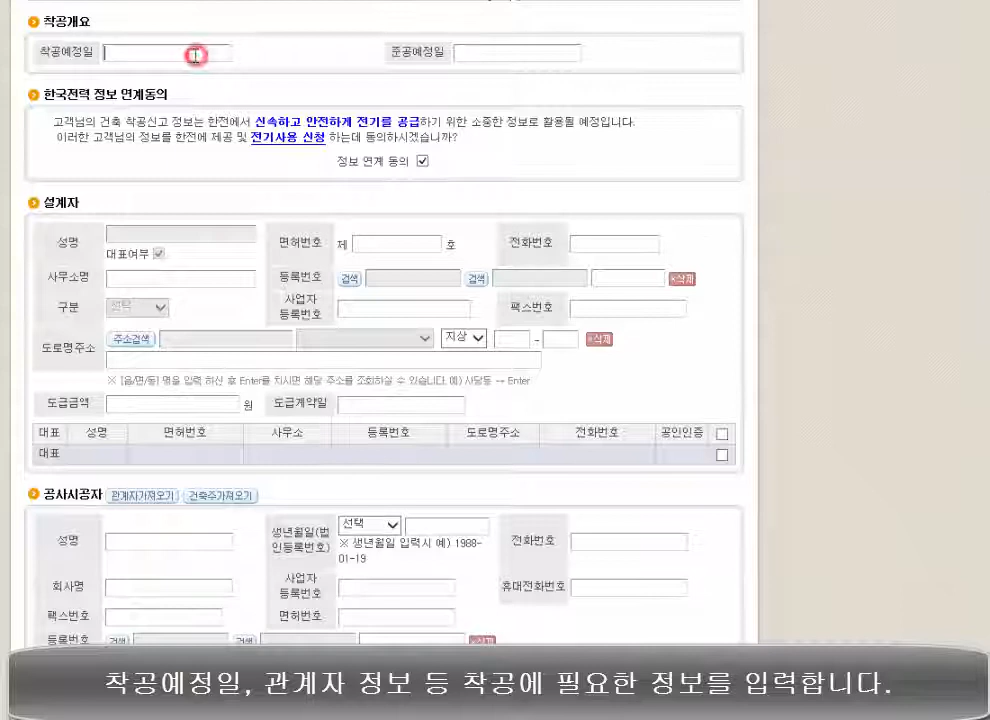 착공개요
착공예정일 준공예정일
한국전력 정보 연계동의
고객님의 건축 착공신고 정보는 한전에서 신속하고 안전하게 전기를 공급하기 위한 소중한 정보로 활용될 예정입니다.
이러한 고객님의 정보를 한전에 제공 및 전기사용 신청 하는데 동의하시겠습니까?
정보 연계 동의
설계자
성명 대표여부 면허번호 제 호 전화번호
사무소명 등록번호 검색 검색 ×삭제
구분 선택 사업자 등록번호 팩스번호
도로명주소 주소검색 지상 - ×삭제
※ [읍/면/동] 명을 입력 하신 후 Enter를 치시면 해당 주소를 조회하실 수 있습니다. 예) 사당동 → Enter
도급금액 원 도급계약일
대표 성명 면허번호 사무소 등록번호 도로명주소 전화번호 공인인증
대표
공사시공자 관계자가져오기 건축주가져오기
성명 생년월일(법인등록번호) 선택 전화번호
※ 생년월일 입력시 예) 1988-
01-19
회사명 사업자 등록번호 휴대전화번호
팩스번호 면허번호
등록번호 검색 검색 ×삭제
착공예정일, 관계자 정보 등 착공에 필요한 정보를 입력합니다.